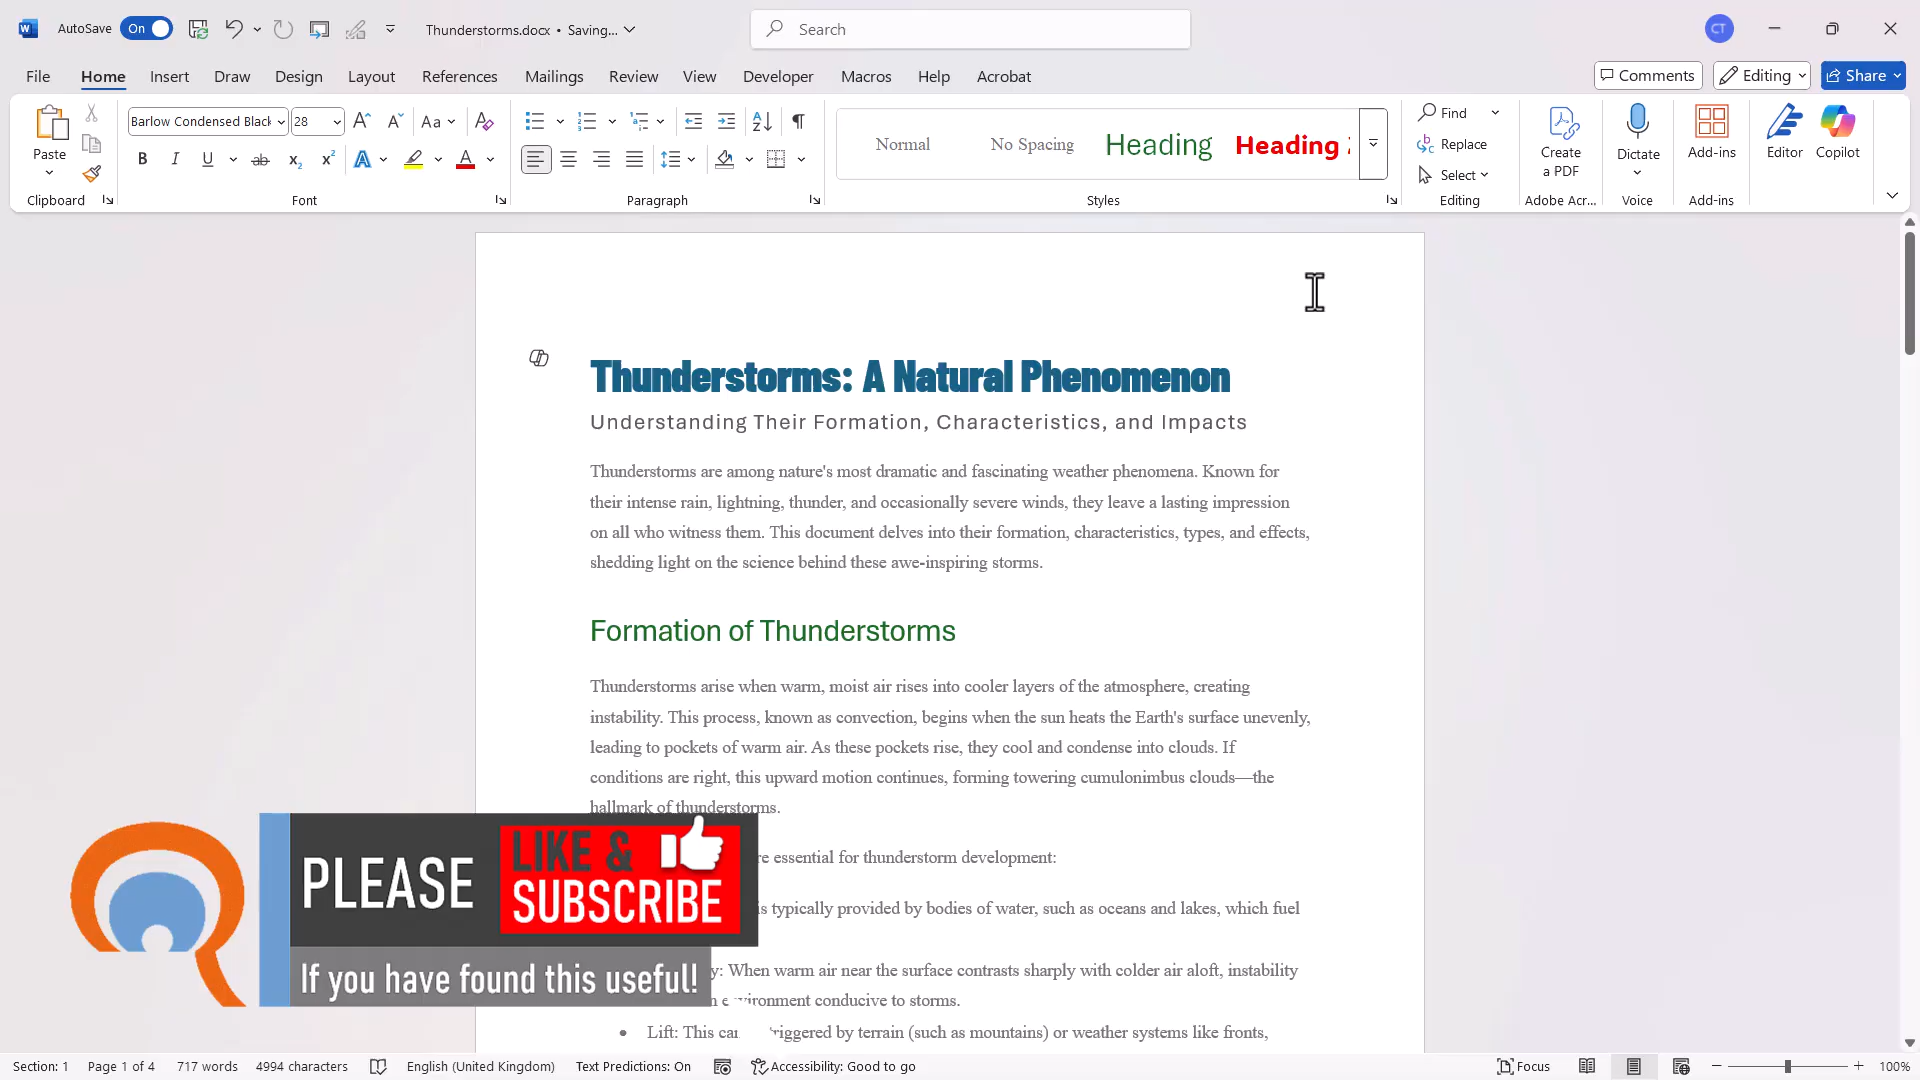 AutoSave On Thunderstorms.docx • Saving... Search CT
File Home Insert Draw Design Layout References Mailings Review View Developer Macros Help Acrobat Comments Editing Share
Barlow Condensed Black 28 Aa
Normal No Spacing Heading Heading
Find
Replace
Select
Paste
Create
a PDF
Dictate
Add-ins
Editor
Copilot
Clipboard Font Paragraph Styles Editing Adobe Acr... Voice Add-ins
Thunderstorms: A Natural Phenomenon
Understanding Their Formation, Characteristics, and Impacts
Thunderstorms are among nature's most dramatic and fascinating weather phenomena. Known for
their intense rain, lightning, thunder, and occasionally severe winds, they leave a lasting impression
on all who witness them. This document delves into their formation, characteristics, types, and effects,
shedding light on the science behind these awe-inspiring storms.
Formation of Thunderstorms
Thunderstorms arise when warm, moist air rises into cooler layers of the atmosphere, creating
instability. This process, known as convection, begins when the sun heats the Earth's surface unevenly,
leading to pockets of warm air. As these pockets rise, they cool and condense into clouds. If
conditions are right, this upward motion continues, forming towering cumulonimbus clouds—the
hallmark of thunderstorms.
essential for thunderstorm development:
is typically provided by bodies of water, such as oceans and lakes, which fuel
When warm air near the surface contrasts sharply with colder air aloft, instability
conducive to storms.
• Lift: This can triggered by terrain (such as mountains) or weather systems like fronts,
PLEASE LIKE & SUBSCRIBE
If you have found this useful!
Section: 1 Page 1 of 4 717 words 4994 characters English (United Kingdom) Text Predictions: On Accessibility: Good to go Focus 100%